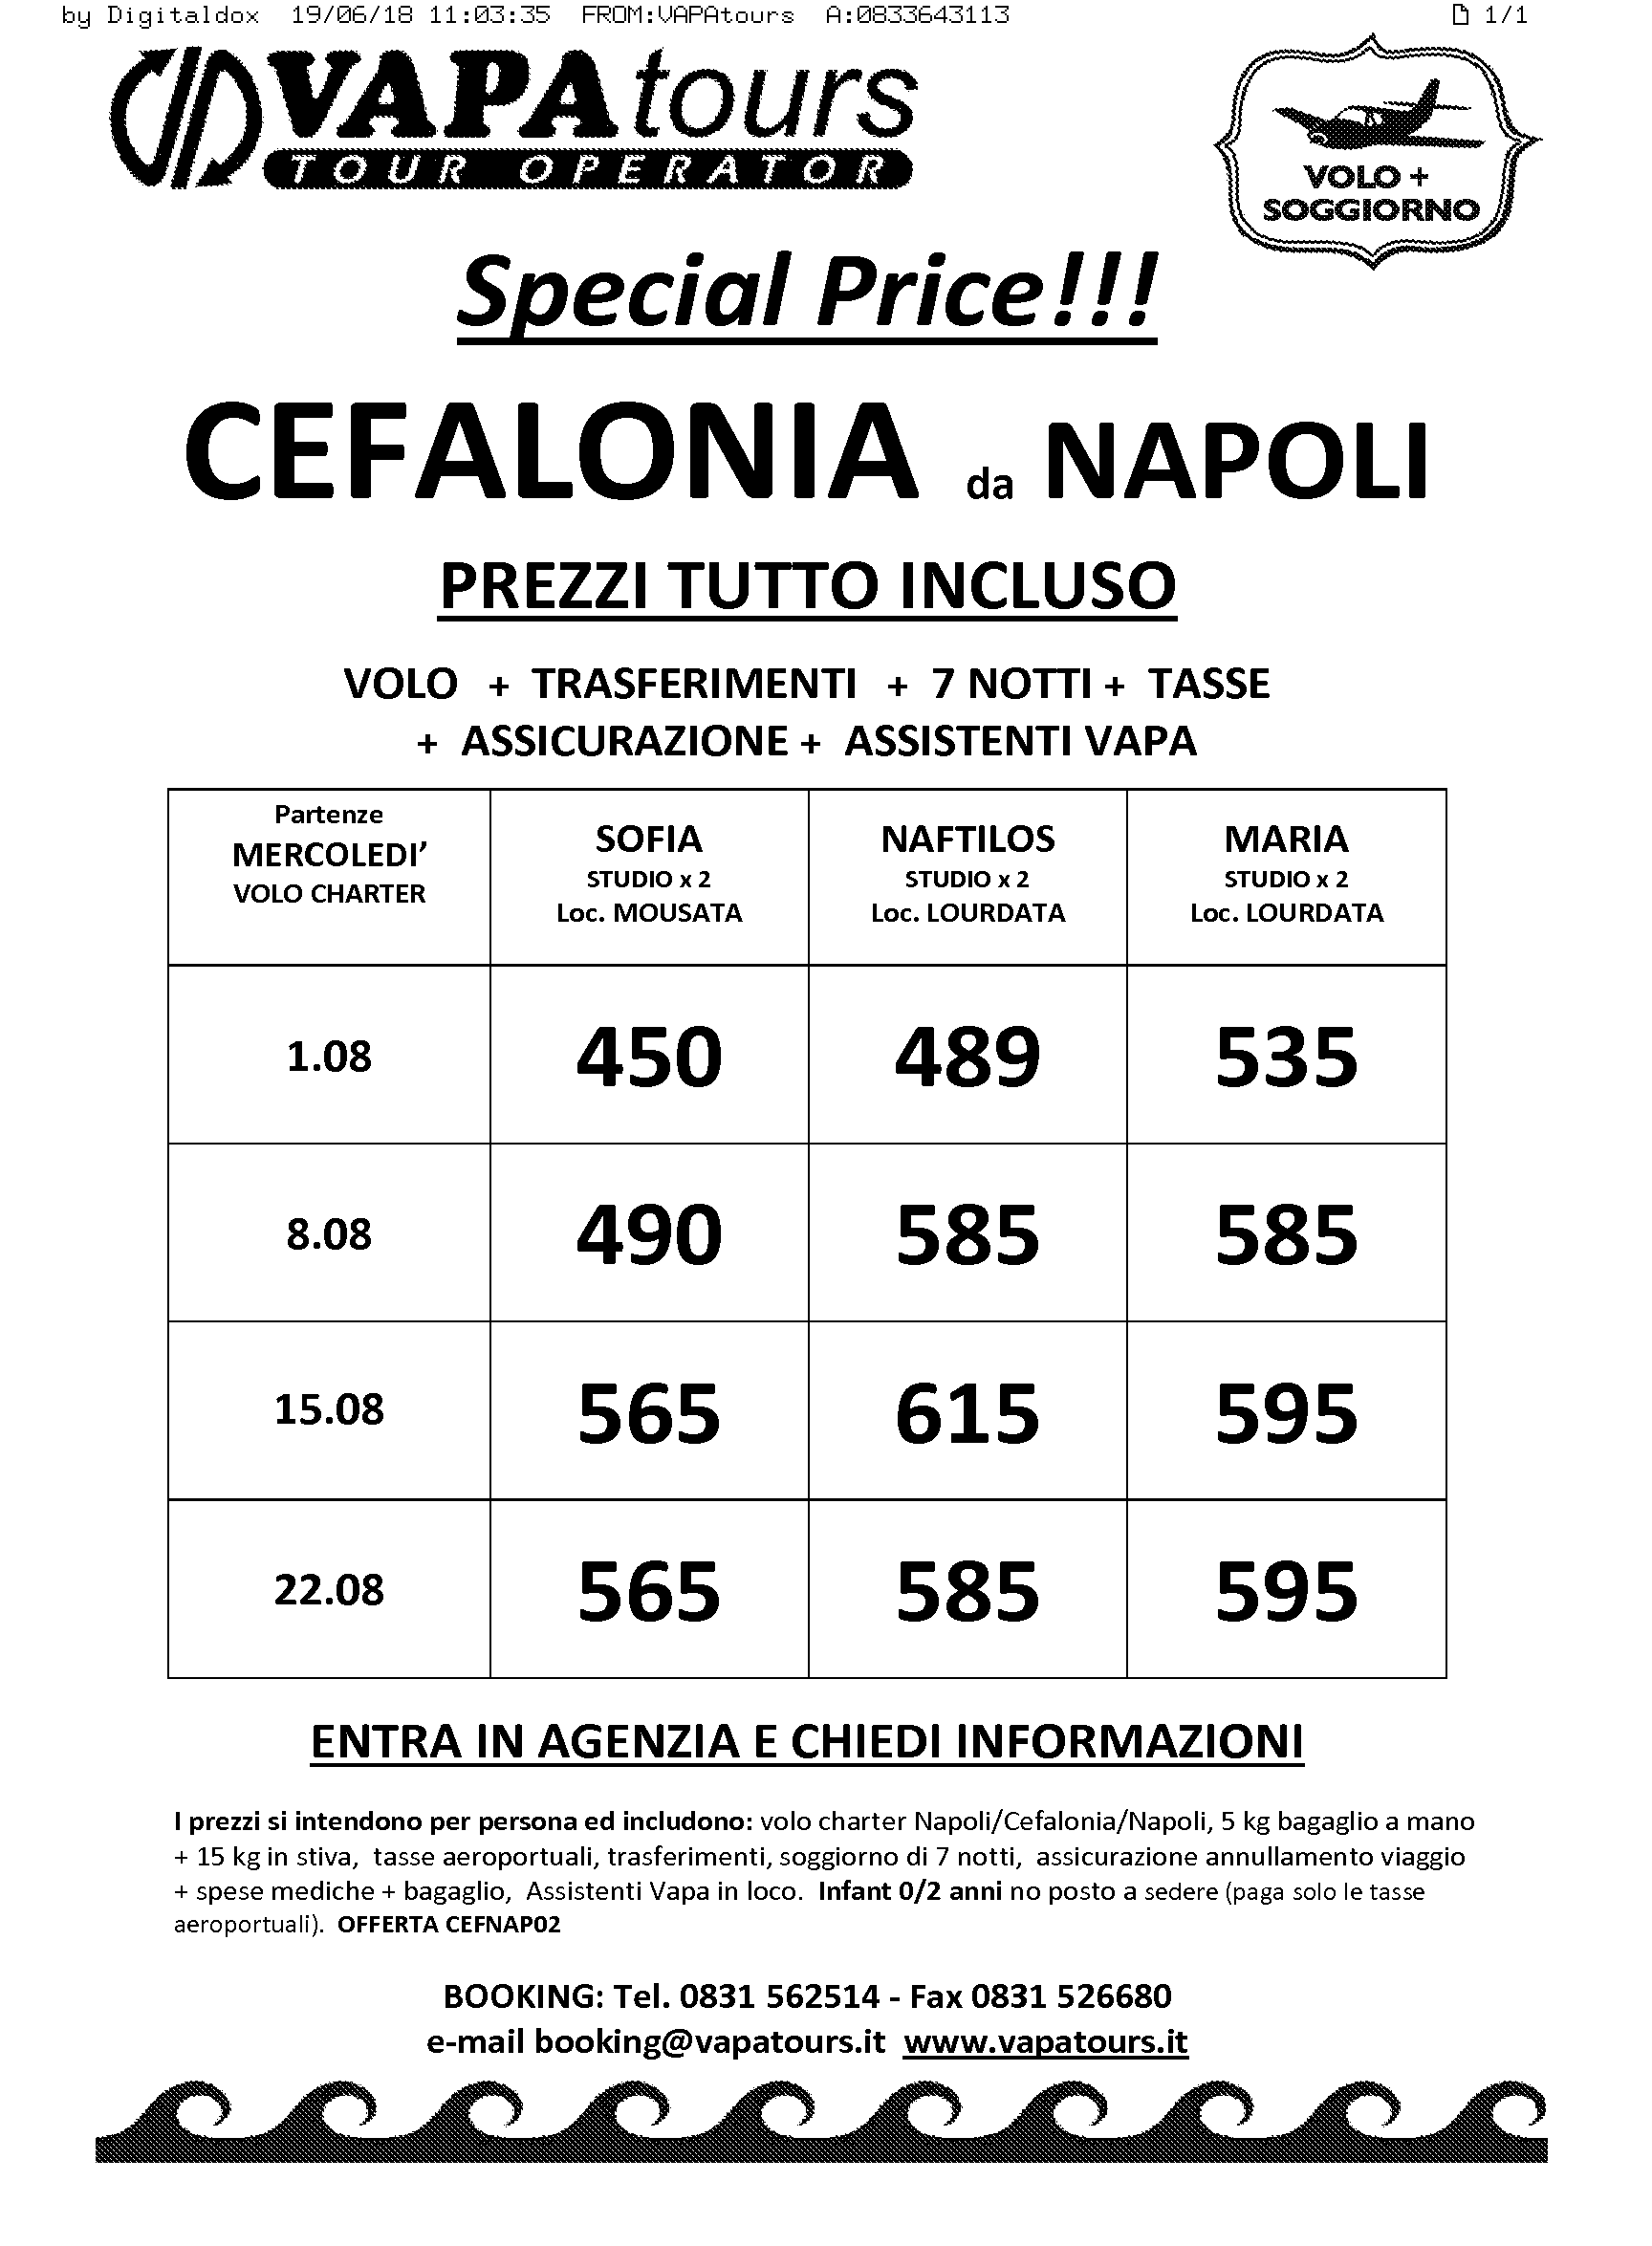 by Digitaldox 19/06/18 11:03:35 FROM:VAPAtours A:0833643113 1/1
VAPAtours
TOUR OPERATOR
VOLO +
SOGGIORNO
Special Price!!!
CEFALONIA da NAPOLI
PREZZI TUTTO INCLUSO
VOLO + TRASFERIMENTI + 7 NOTTI + TASSE
+ ASSICURAZIONE + ASSISTENTI VAPA
Partenze
MERCOLEDI’
VOLO CHARTER
SOFIA
STUDIO x 2
Loc. MOUSATA
NAFTILOS
STUDIO x 2
Loc. LOURDATA
MARIA
STUDIO x 2
Loc. LOURDATA
1.08 450 489 535
8.08 490 585 585
15.08 565 615 595
22.08 565 585 595
ENTRA IN AGENZIA E CHIEDI INFORMAZIONI
I prezzi si intendono per persona ed includono: volo charter Napoli/Cefalonia/Napoli, 5 kg bagaglio a mano
+ 15 kg in stiva, tasse aeroportuali, trasferimenti, soggiorno di 7 notti, assicurazione annullamento viaggio
+ spese mediche + bagaglio, Assistenti Vapa in loco. Infant 0/2 anni no posto a sedere (paga solo le tasse
aeroportuali). OFFERTA CEFNAP02
BOOKING: Tel. 0831 562514 - Fax 0831 526680
e-mail booking@vapatours.it www.vapatours.it